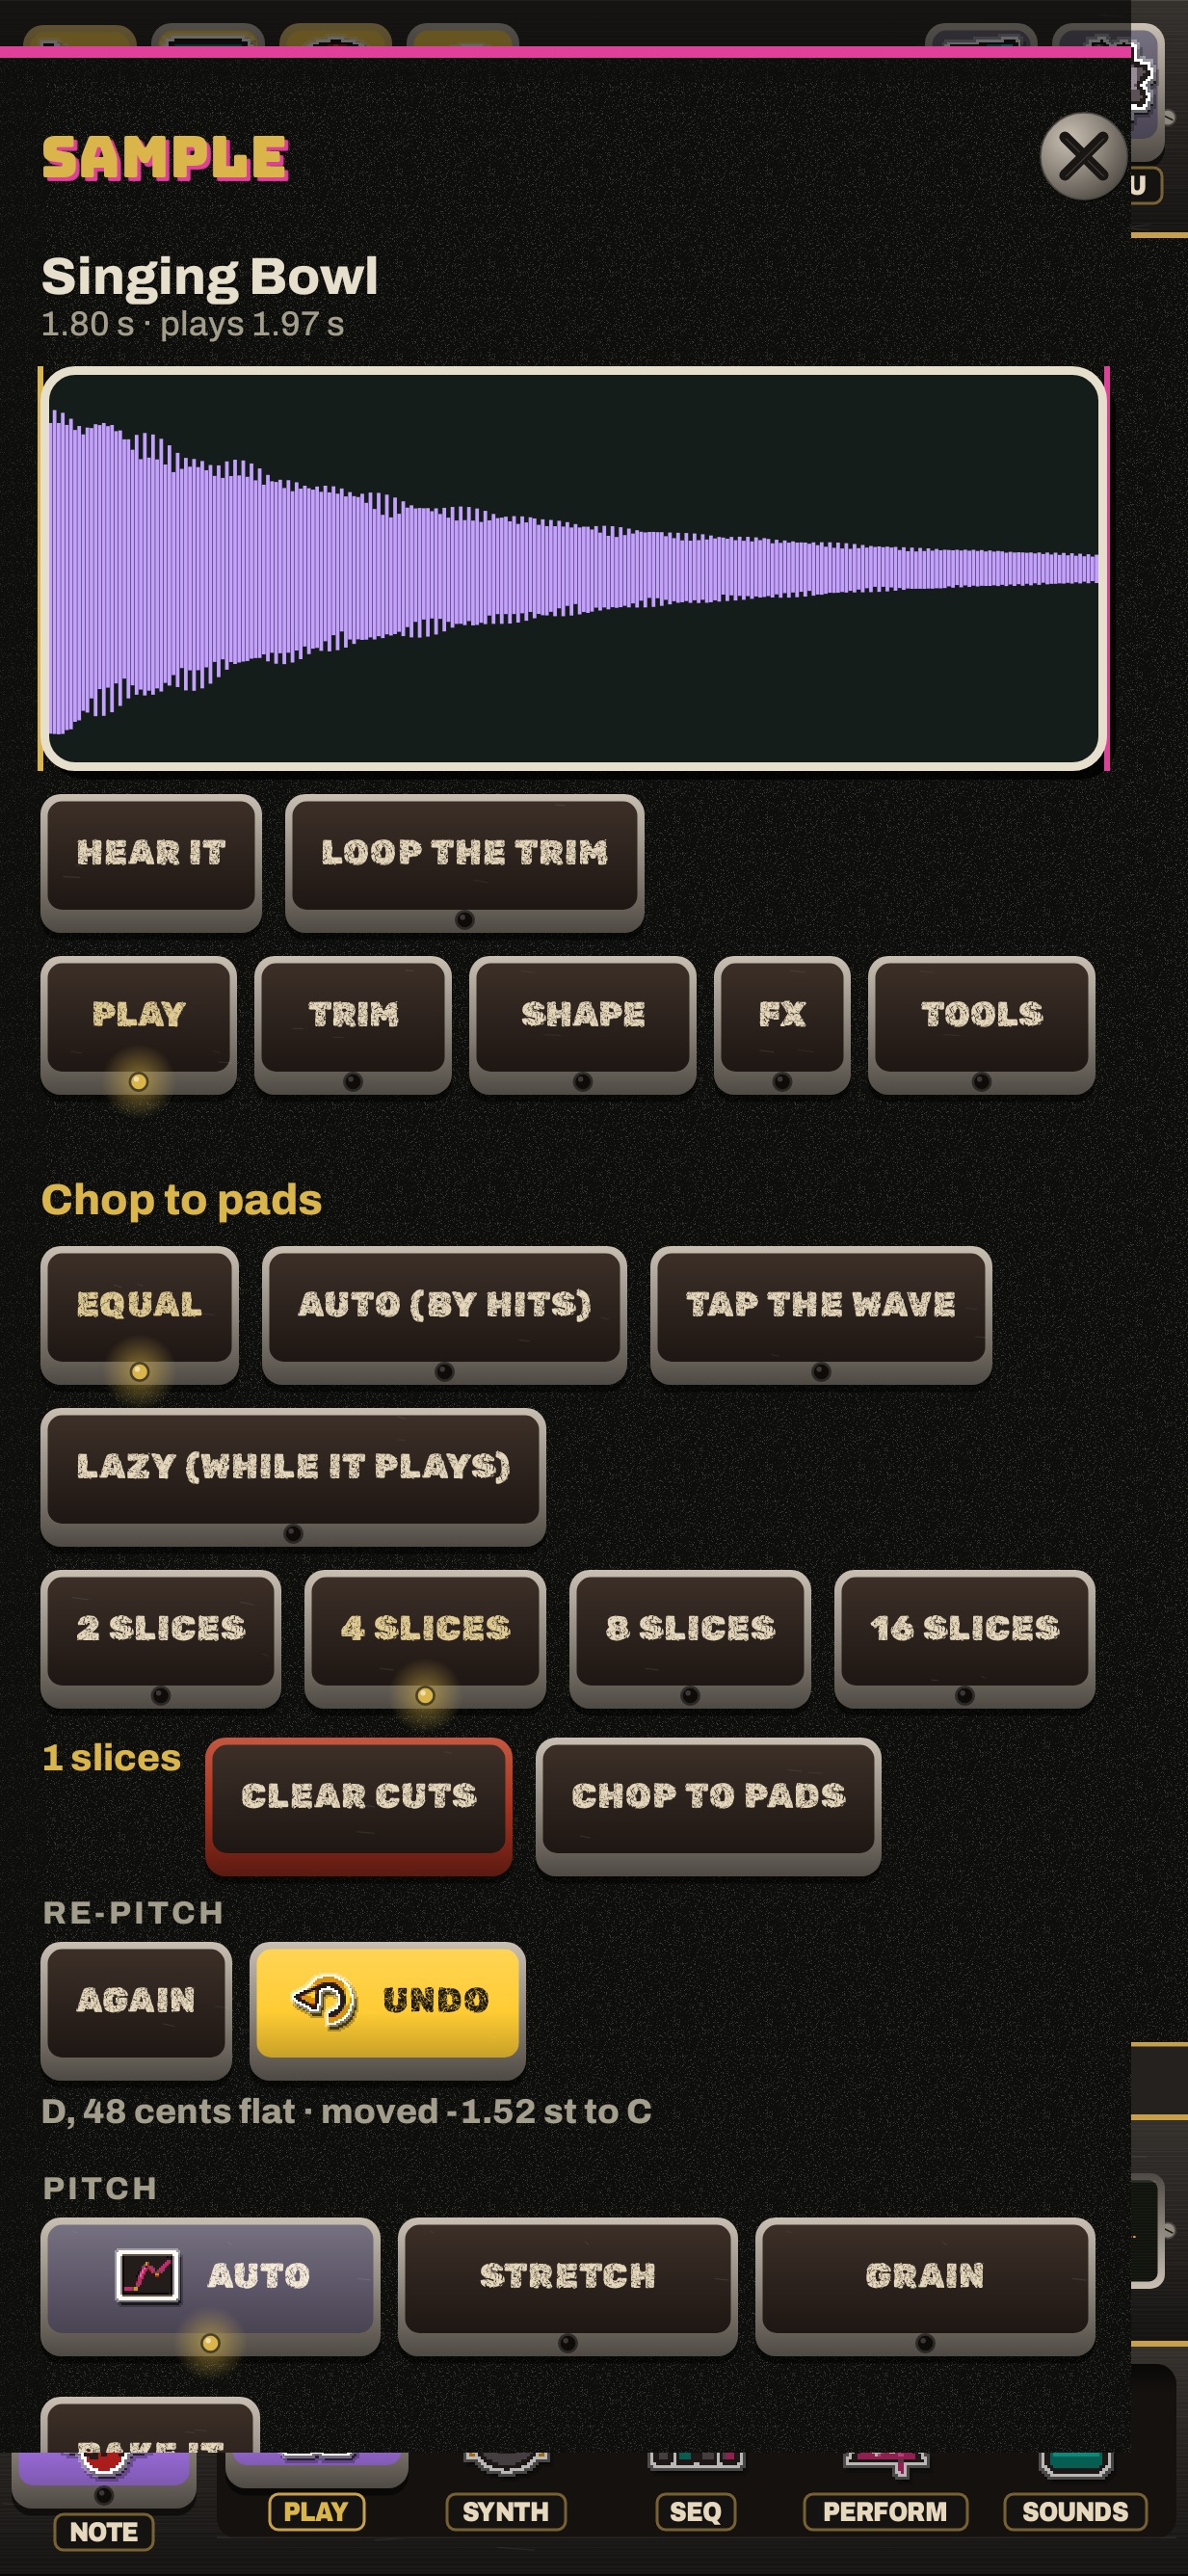 SAMPLE
U
Singing Bowl
1.80 s · plays 1.97 s
HEAR IT LOOP THE TRIM
PLAY TRIM SHAPE FX TOOLS
Chop to pads
EQUAL AUTO (BY HITS) TAP THE WAVE
LAZY (WHILE IT PLAYS)
2 SLICES 4 SLICES 8 SLICES 16 SLICES
1 slices CLEAR CUTS CHOP TO PADS
RE-PITCH
AGAIN UNDO
D, 48 cents flat · moved -1.52 st to C
PITCH
AUTO STRETCH GRAIN
BAKE IT
NOTE PLAY SYNTH SEQ PERFORM SOUNDS